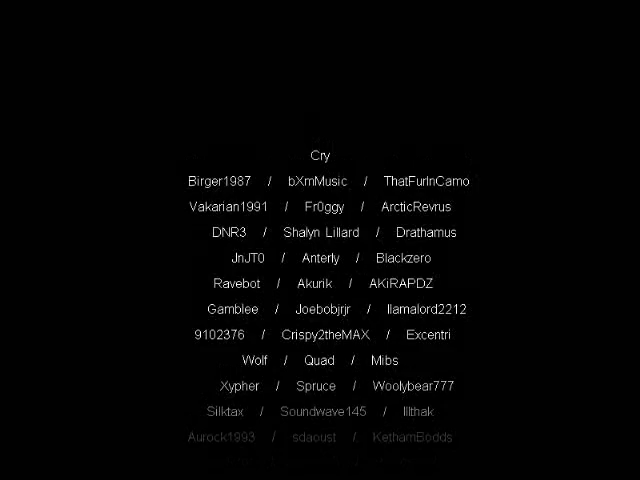 Cry
Birger1987 / bXmMusic / ThatFurInCamo
Vakarian1991 / Fr0ggy / ArcticRevrus
DNR3 / Shalyn Lillard / Drathamus
JnJT0 / Anterly / Blackzero
Ravebot / Akurik / AKiRAPDZ
Gamblee / Joebobjrjr / llamalord2212
9102376 / Crispy2theMAX / Excentri
Wolf / Quad / Mibs
Xypher / Spruce / Woolybear777
Silktax / Soundwave145 / Illthak
Aurock1993 / sdaoust / KethamBodds